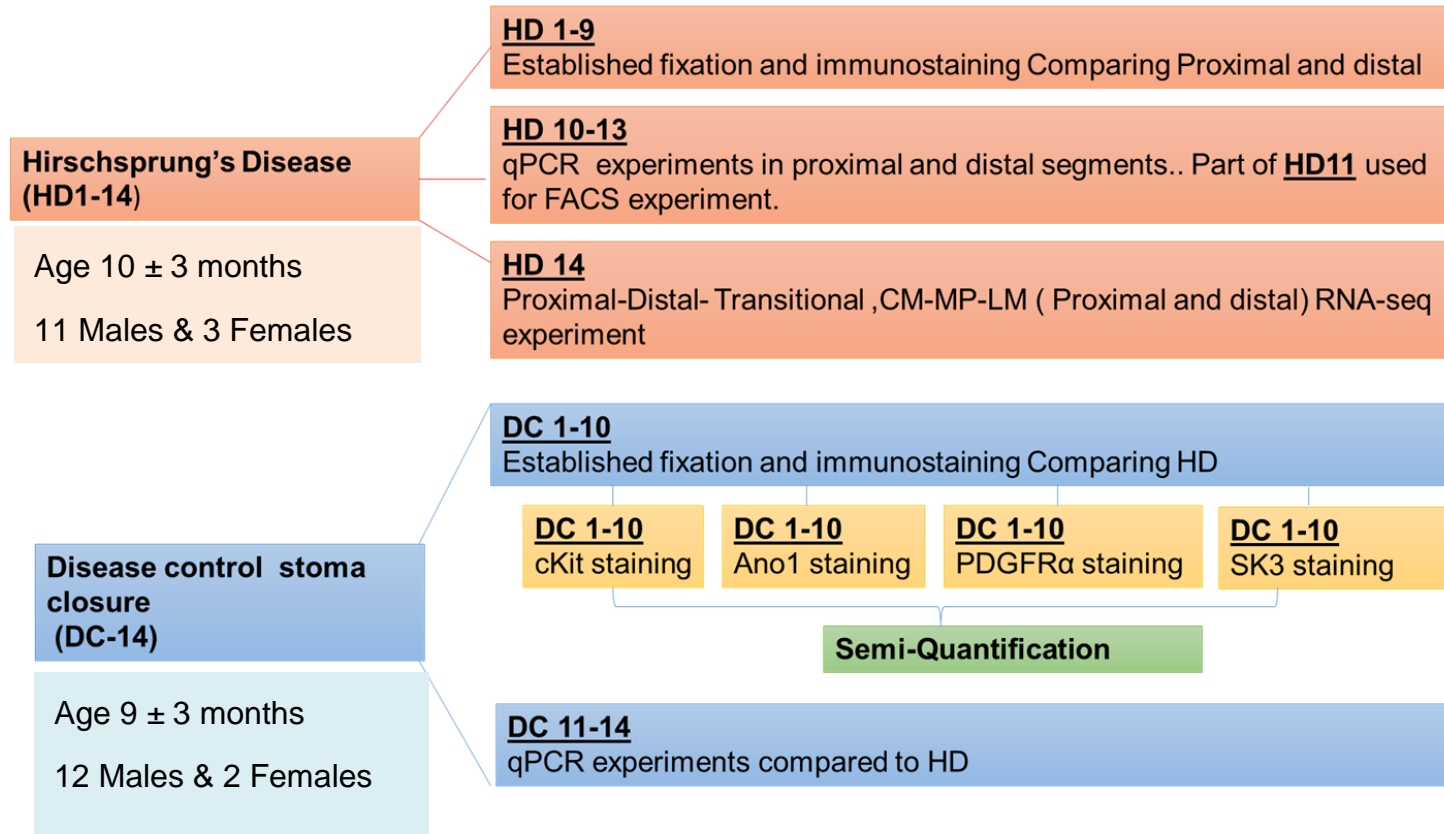 HD 1-9
Established fixation and immunostaining Comparing Proximal and distal
HD 10-13
qPCR experiments in proximal and distal segments.. Part of HD11 used
for FACS experiment.
Hirschsprung’s Disease
(HD1-14)
Age 10 ± 3 months
11 Males & 3 Females
HD 14
Proximal-Distal- Transitional ,CM-MP-LM ( Proximal and distal) RNA-seq
experiment
DC 1-10
Established fixation and immunostaining Comparing HD
DC 1-10
cKit staining
DC 1-10
Ano1 staining
DC 1-10
PDGFRα staining
DC 1-10
SK3 staining
Semi-Quantification
Disease control stoma
closure
(DC-14)
Age 9 ± 3 months
12 Males & 2 Females
DC 11-14
qPCR experiments compared to HD